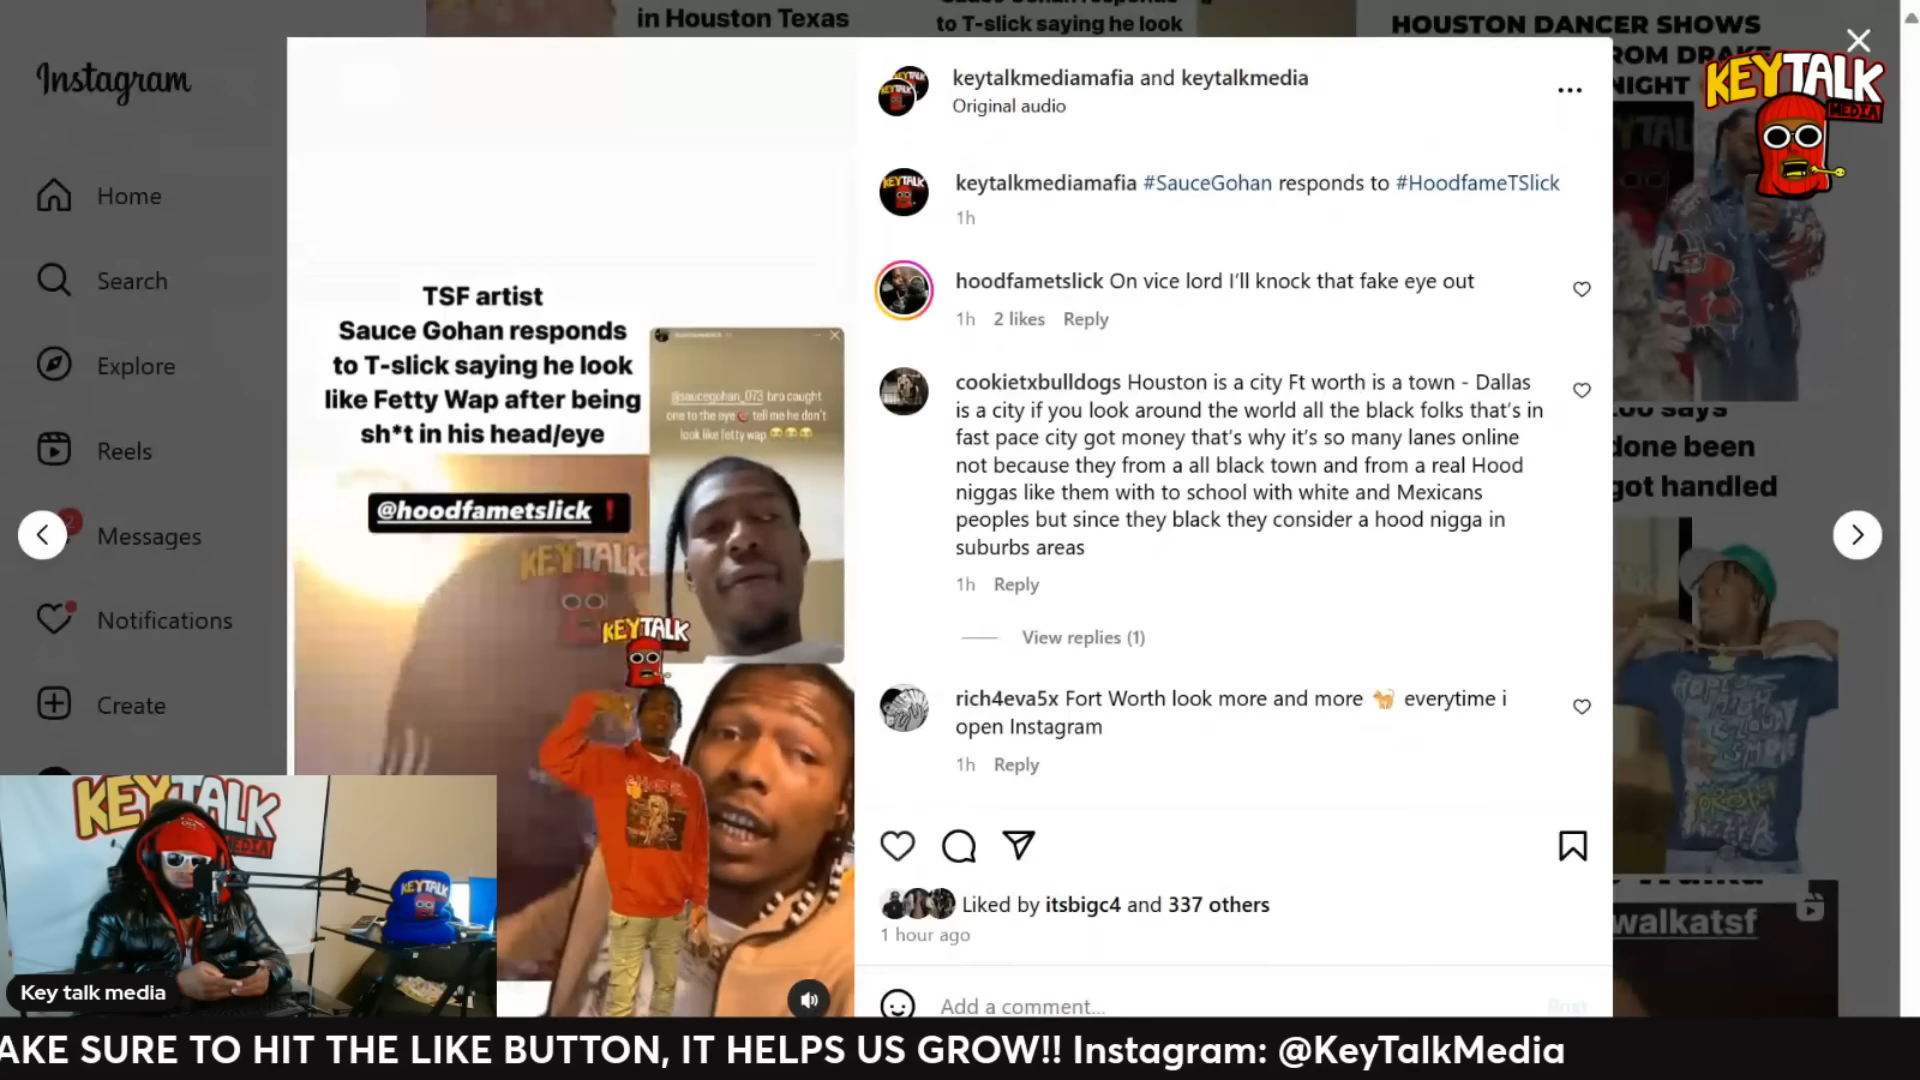 in Houston Texas
to T-slick saying he look
HOUSTON DANCER SHOWS
ROM DRAKE
NIGHT
Instagram
Home
Search
Explore
Reels
2
Messages
Notifications
Create
TSF artist
Sauce Gohan responds
to T-slick saying he look
like Fetty Wap after being
sh*t in his head/eye
@hoodfametslick❗
@saucegohan_073 bro caught
one to the eye tell me he don't
look like fetty wap 😂😂😂
KEYTALK
KEYTALK
keytalkmediamafia and keytalkmedia
Original audio
keytalkmediamafia #SauceGohan responds to #HoodfameTSlick
1h
hoodfametslick On vice lord I'll knock that fake eye out
1h 2 likes Reply
cookietxbulldogs Houston is a city Ft worth is a town - Dallas
is a city if you look around the world all the black folks that's in
fast pace city got money that's why it's so many lanes online
not because they from a all black town and from a real Hood
niggas like them with to school with white and Mexicans
peoples but since they black they consider a hood nigga in
suburbs areas
1h Reply
View replies (1)
rich4eva5x Fort Worth look more and more 🐈 everytime i
open Instagram
1h Reply
Liked by itsbigc4 and 337 others
1 hour ago
Add a comment...
Post
KEYTALK
MEDIA
says
done been
got handled
walkatsf
KEYTALK
MEDIA
KEYTALK
Key talk media
AKE SURE TO HIT THE LIKE BUTTON, IT HELPS US GROW!! Instagram: @KeyTalkMedia